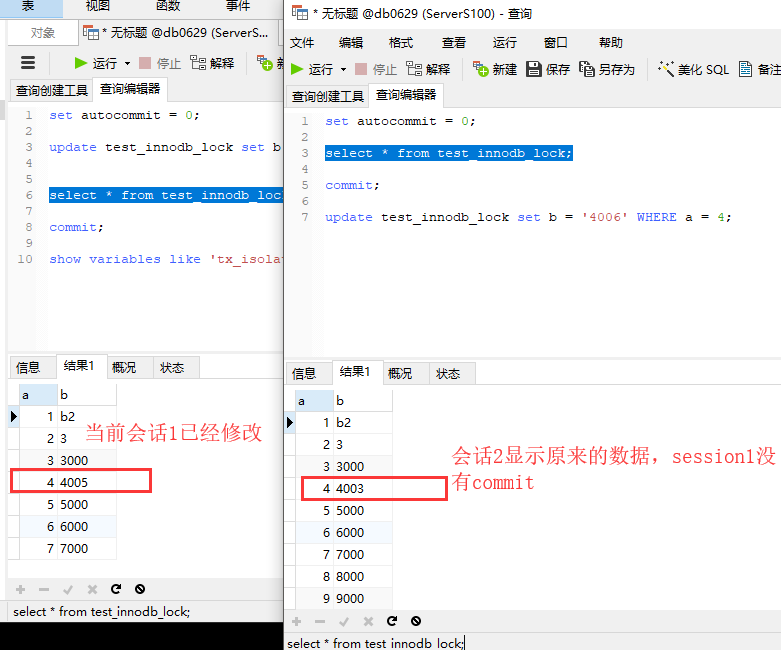 表 视图 函数 事件
对象 * 无标题 @db0629 (ServerS...
运行 停止 解释
查询创建工具 查询编辑器
1 set autocommit = 0;
2
3 update test_innodb_lock set b
4
5
6 select * from test_innodb_loc
7
8 commit;
9
10 show variables like 'tx_isola
信息 结果1 概况 状态
a b
1 b2
2 3
3 3000
4 4005
5 5000
6 6000
7 7000
当前会话1已经修改
select * from test_innodb_lock;
* 无标题 @db0629 (ServerS100) - 查询
文件 编辑 格式 查看 运行 窗口 帮助
运行 停止 解释 新建 保存 另存为 美化 SQL 备注
查询创建工具 查询编辑器
1 set autocommit = 0;
2
3 select * from test_innodb_lock;
4
5 commit;
6
7 update test_innodb_lock set b = '4006' WHERE a = 4;
信息 结果1 概况 状态
a b
1 b2
2 3
3 3000
4 4003
5 5000
6 6000
7 7000
8 8000
9 9000
会话2显示原来的数据，session1没
有commit
select * from test_innodb_lock;